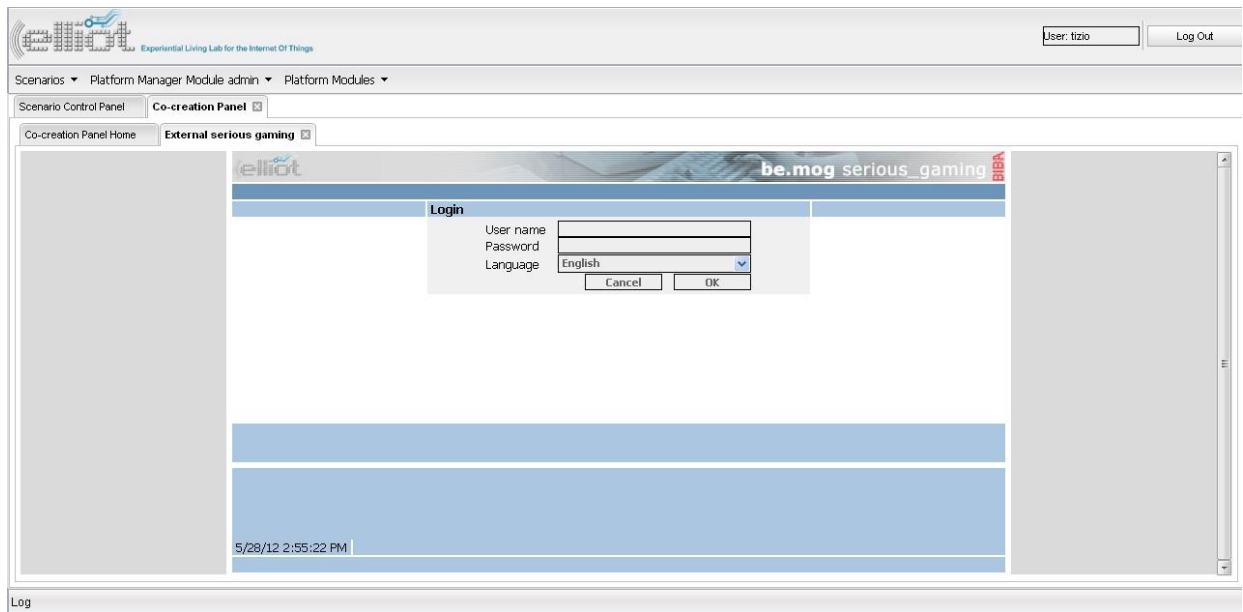 elliot
Experiential Living Lab for the Internet Of Things
User: tizio
Log Out
Scenarios Platform Manager Module admin Platform Modules
Scenario Control Panel Co-creation Panel
Co-creation Panel Home External serious gaming
elliot
be.mog serious_gaming
BIBA
Login
User name
Password
Language English
Cancel OK
5/28/12 2:55:22 PM
Log